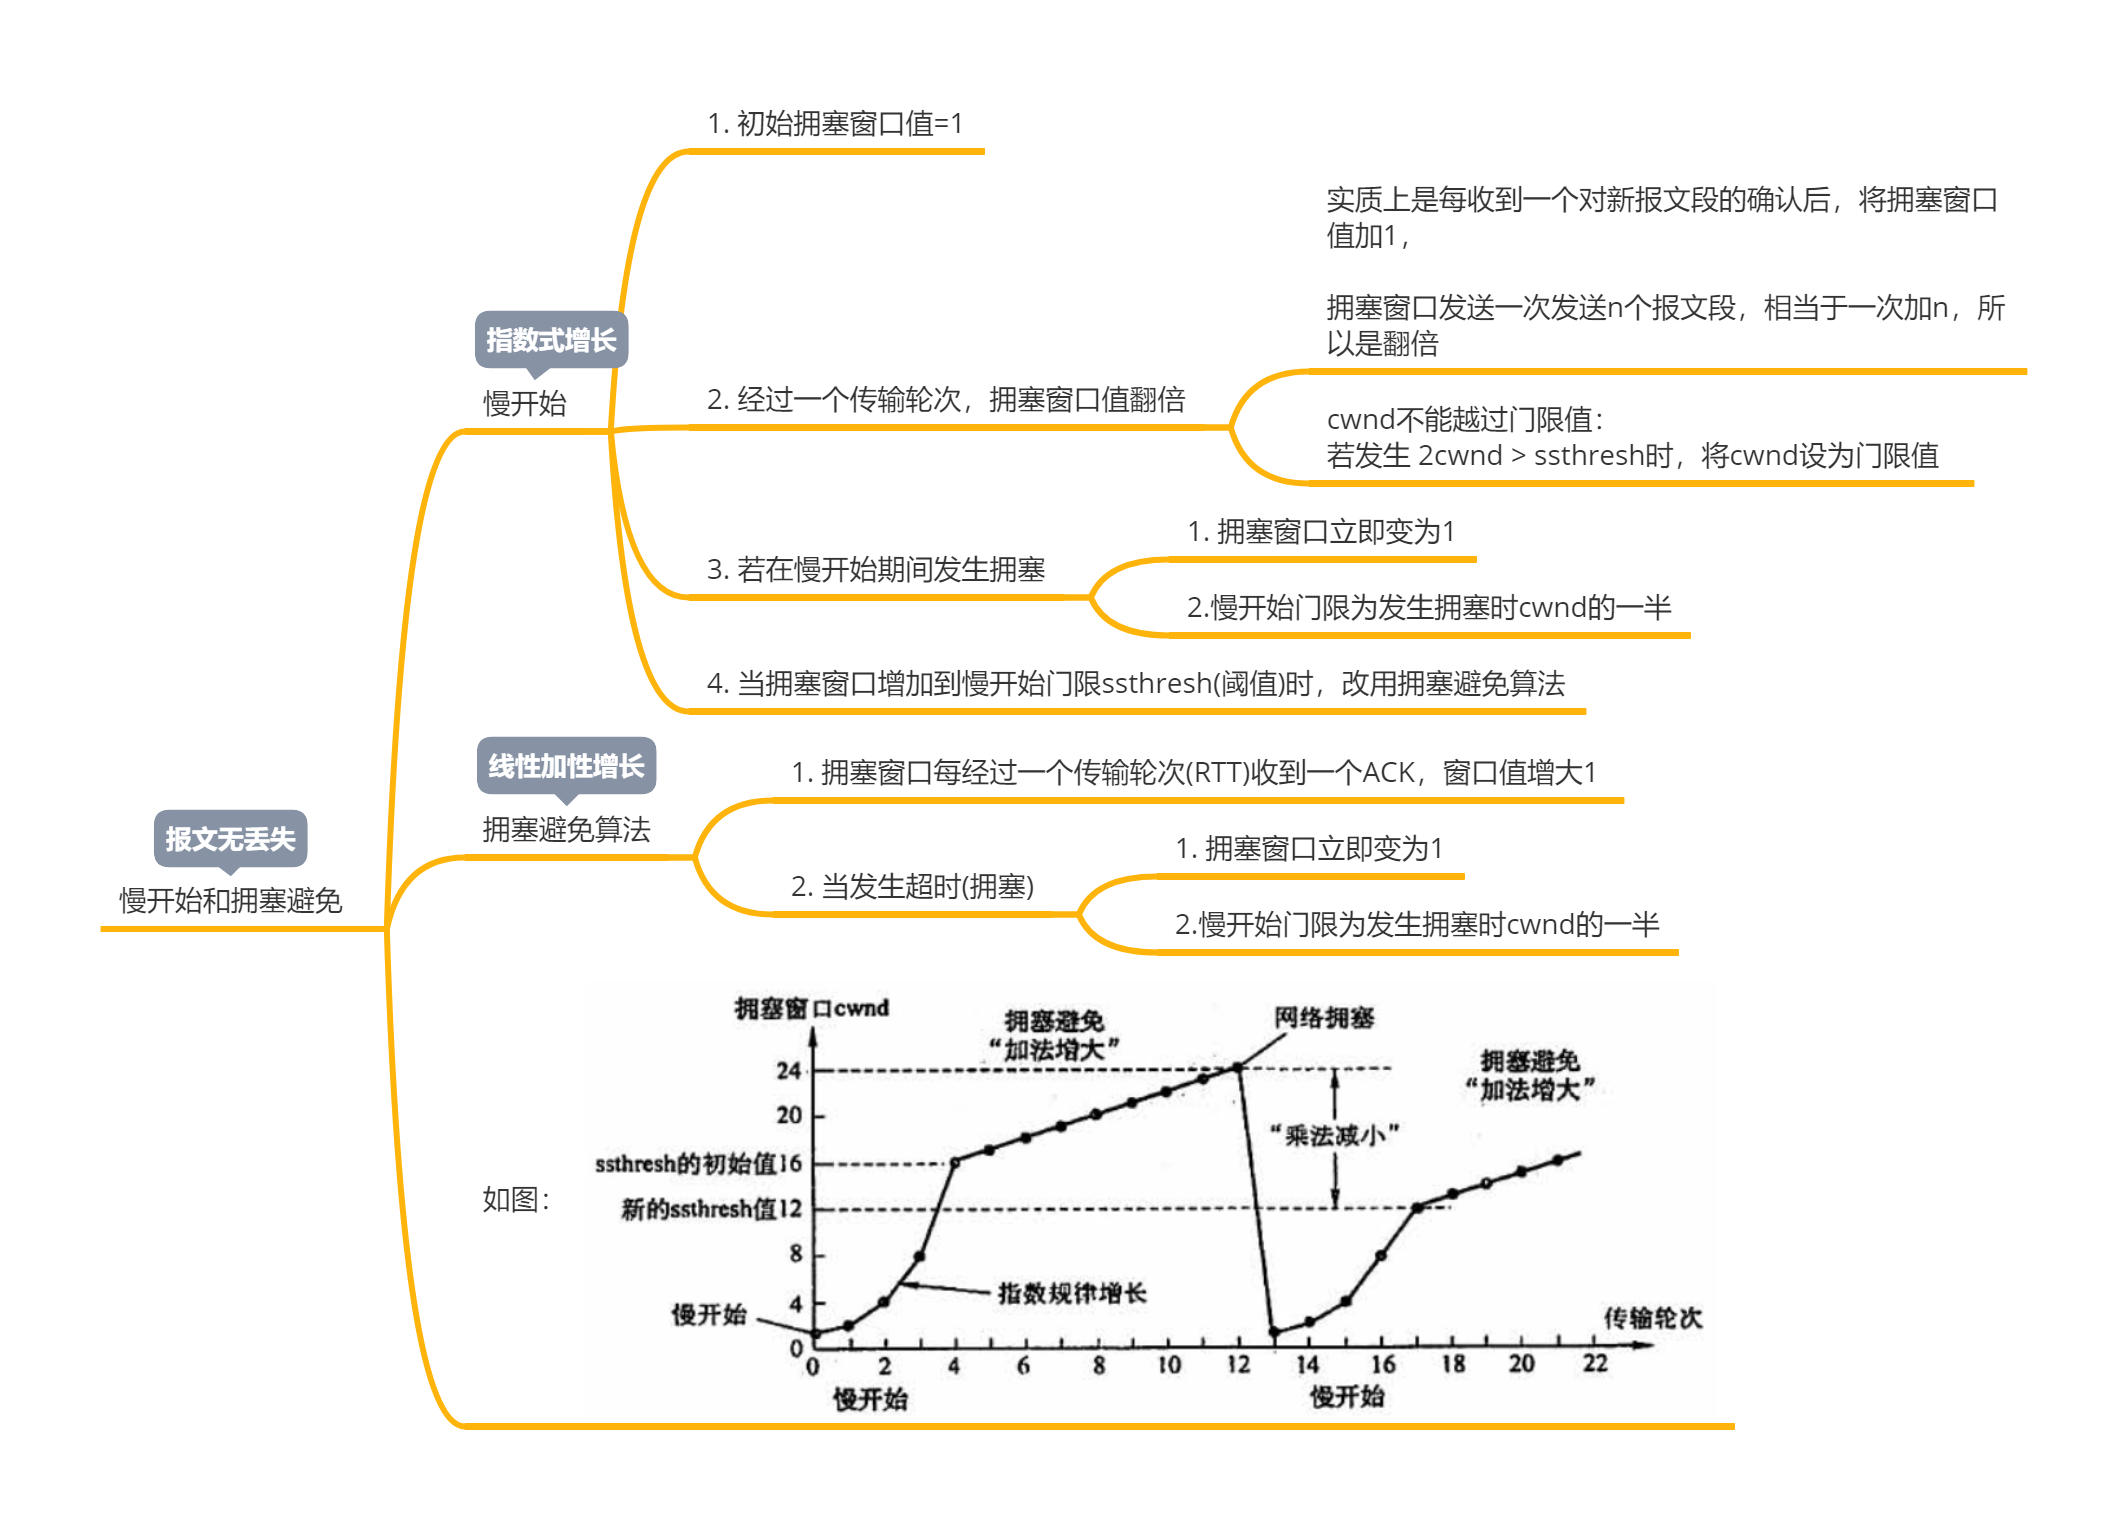 1. 初始拥塞窗口值=1
实质上是每收到一个对新报文段的确认后，将拥塞窗口
值加1，
拥塞窗口发送一次发送n个报文段，相当于一次加n，所
以是翻倍
指数式增长
慢开始
2. 经过一个传输轮次，拥塞窗口值翻倍
cwnd不能越过门限值：
若发生 2cwnd > ssthresh时，将cwnd设为门限值
3. 若在慢开始期间发生拥塞
1. 拥塞窗口立即变为1
2.慢开始门限为发生拥塞时cwnd的一半
4. 当拥塞窗口增加到慢开始门限ssthresh(阈值)时，改用拥塞避免算法
线性加性增长
拥塞避免算法
1. 拥塞窗口每经过一个传输轮次(RTT)收到一个ACK，窗口值增大1
2. 当发生超时(拥塞)
1. 拥塞窗口立即变为1
2.慢开始门限为发生拥塞时cwnd的一半
报文无丢失
慢开始和拥塞避免
如图：
拥塞窗口cwnd
拥塞避免
“加法增大”
网络拥塞
拥塞避免
“加法增大”
24
20
“乘法减小”
ssthresh的初始值16
新的ssthresh值12
8
指数规律增长
4
慢开始
传输轮次
0
0 2 4 6 8 10 12 14 16 18 20 22
慢开始
慢开始